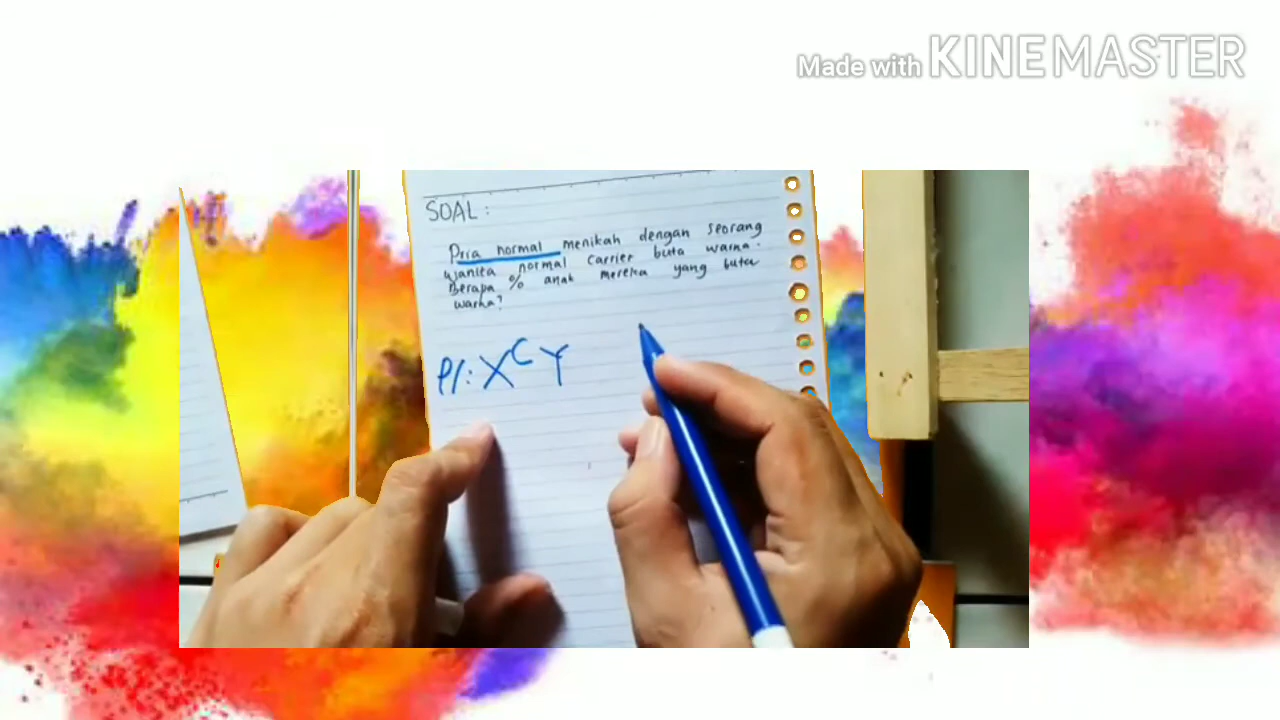 Made with KINEMASTER
SOAL:
Pria normal menikah dengan seorang
wanita normal carrier buta warna.
Berapa % anak mereka yang buta
warna?
P1: X^C Y